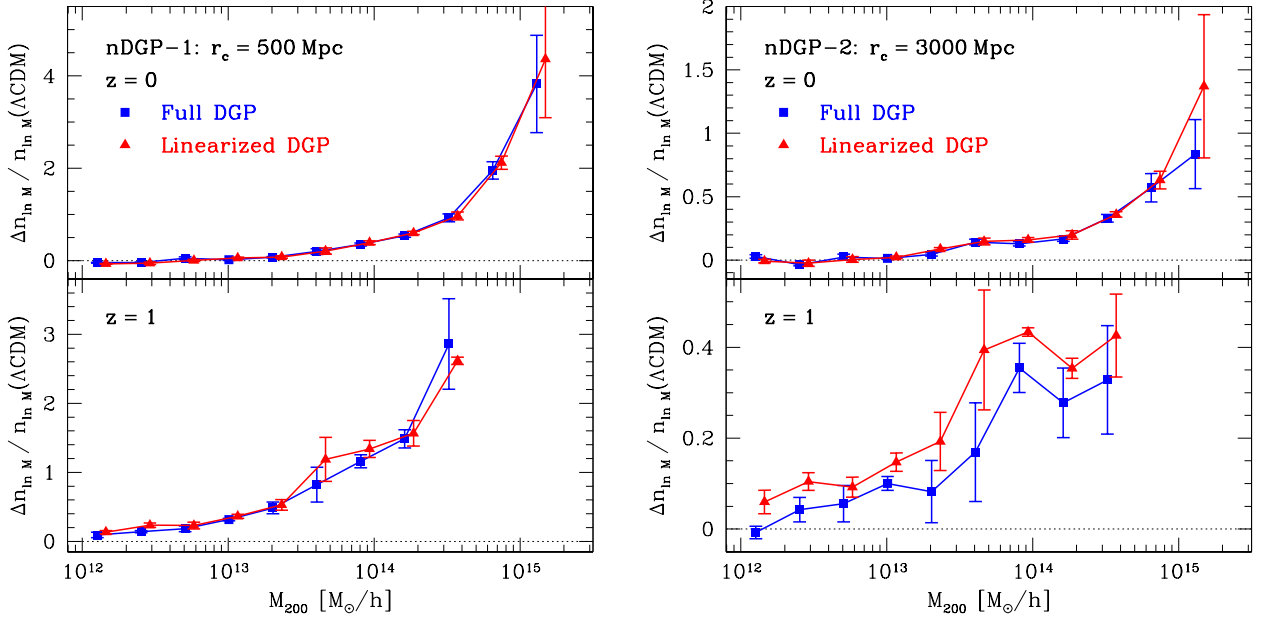 Δn_ln M / n_ln M(ΛCDM)
nDGP-1: r_c = 500 Mpc
z = 0
Full DGP
Linearized DGP
4
2
0
Δn_ln M / n_ln M(ΛCDM)
z = 1
3
2
1
0
10^12 10^13 10^14 10^15
M_200 [M_⊙/h]
Δn_ln M / n_ln M(ΛCDM)
nDGP-2: r_c = 3000 Mpc
z = 0
Full DGP
Linearized DGP
2
1.5
1
0.5
0
Δn_ln M / n_ln M(ΛCDM)
z = 1
0.4
0.2
0
10^12 10^13 10^14 10^15
M_200 [M_⊙/h]